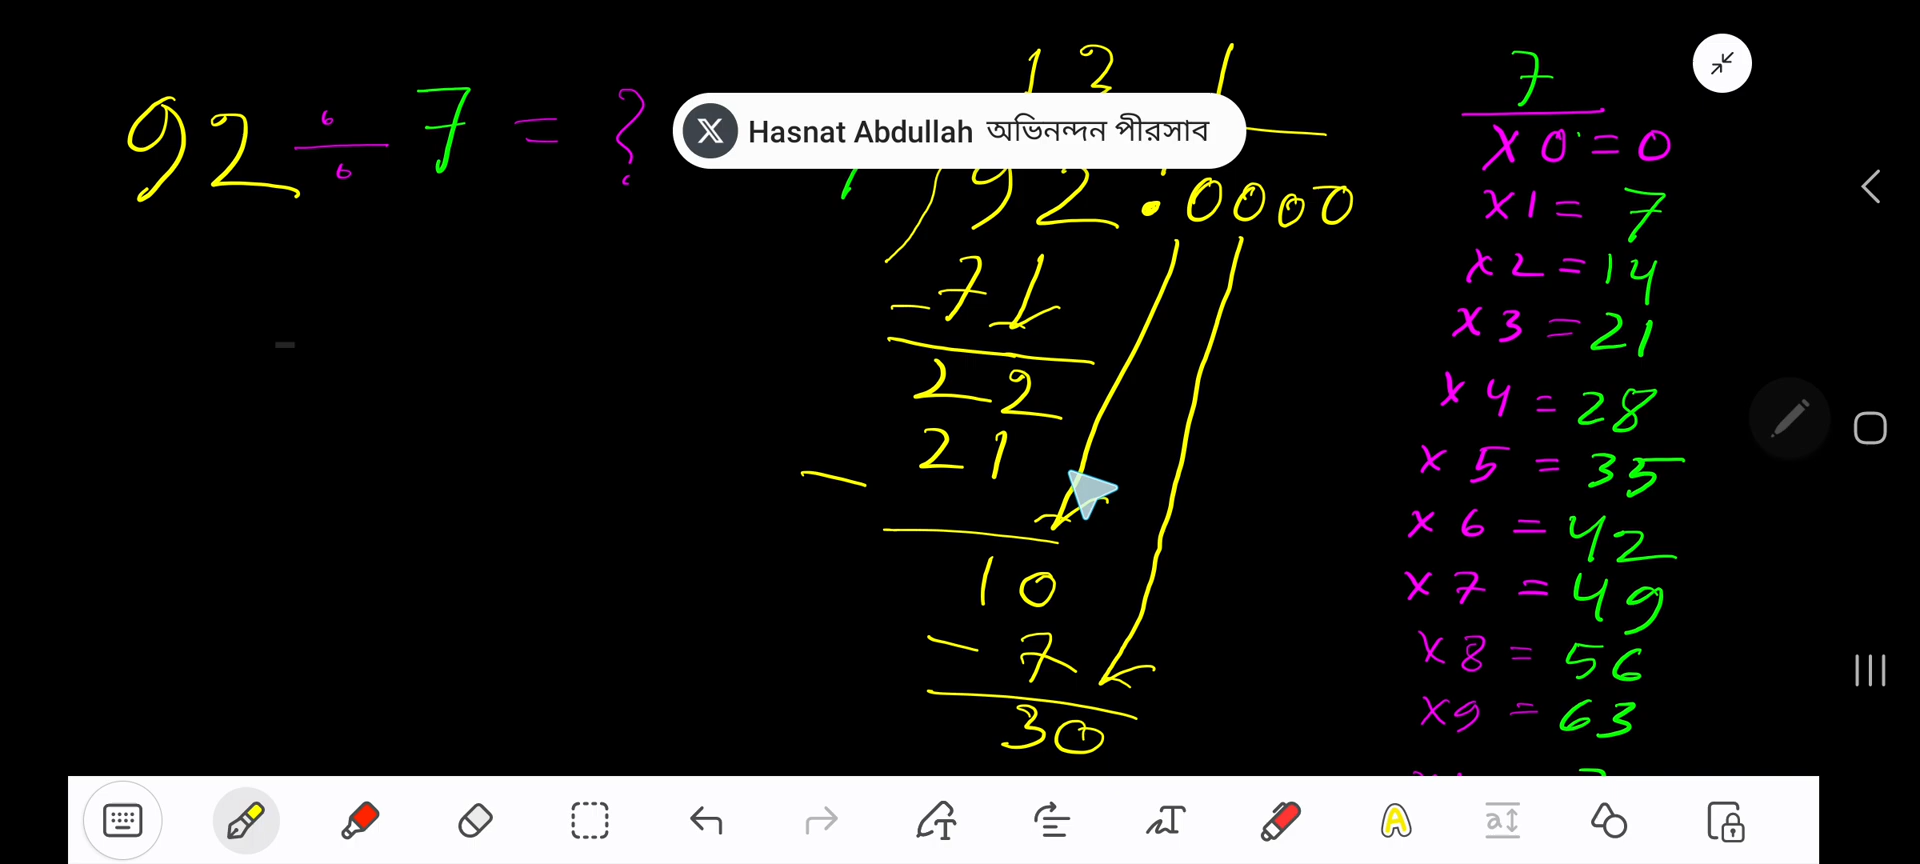 92 ÷ 7 = ?
13 1
Hasnat Abdullah অভিনন্দন পীরসাব
92.0000
-7
22
- 21
10
- 7
30
7
x0=0
x1=7
x2=14
x3=21
x4=28
x5=35
x6=42
x7=49
x8=56
x9=63